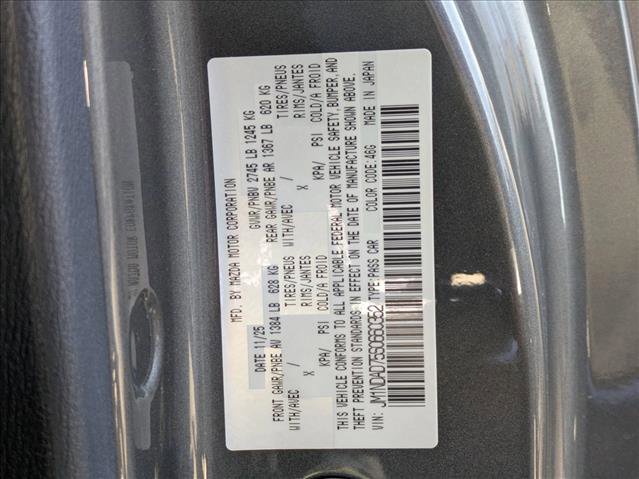 MFD. BY MAZDA MOTOR CORPORATION
DATE 11/25 GVWR/PNBV 2745 LB 1245 KG
FRONT GAWR/PNBE AV 1384 LB 628 KG REAR GAWR/PNBE AR 1367 LB 620 KG
WITH/AVEC / TIRES/PNEUS WITH/AVEC / TIRES/PNEUS
X RIMS/JANTES X RIMS/JANTES
KPA/ PSI COLD/A FROID KPA/ PSI COLD/A FROID
THIS VEHICLE CONFORMS TO ALL APPLICABLE FEDERAL MOTOR VEHICLE SAFETY, BUMPER, AND
THEFT PREVENTION STANDARDS IN EFFECT ON THE DATE OF MANUFACTURE SHOWN ABOVE.
VIN: TYPE:PASS CAR COLOR CODE:46G MADE IN JAPAN
MAZDA MOTOR CORPORATION